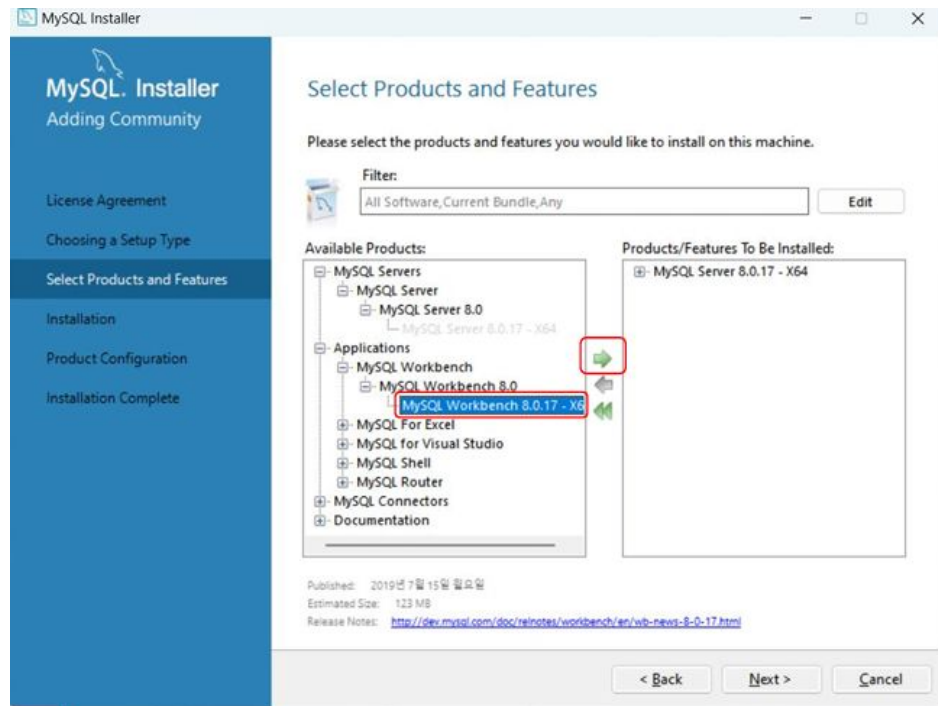 MySQL Installer
MySQL. Installer
Adding Community
License Agreement
Choosing a Setup Type
Select Products and Features
Installation
Product Configuration
Installation Complete
Select Products and Features
Please select the products and features you would like to install on this machine.
Filter:
All Software,Current Bundle,Any
Edit
Available Products:
MySQL Servers
MySQL Server
MySQL Server 8.0
MySQL Server 8.0.17 - X64
Applications
MySQL Workbench
MySQL Workbench 8.0
MySQL Workbench 8.0.17 - X6
MySQL For Excel
MySQL for Visual Studio
MySQL Shell
MySQL Router
MySQL Connectors
Documentation
Products/Features To Be Installed:
MySQL Server 8.0.17 - X64
Published: 2019년 7월 15일 월요일
Estimated Size: 123 MB
Release Notes: http://dev.mysql.com/doc/relnotes/workbench/en/wb-news-8-0-17.html
< Back
Next >
Cancel